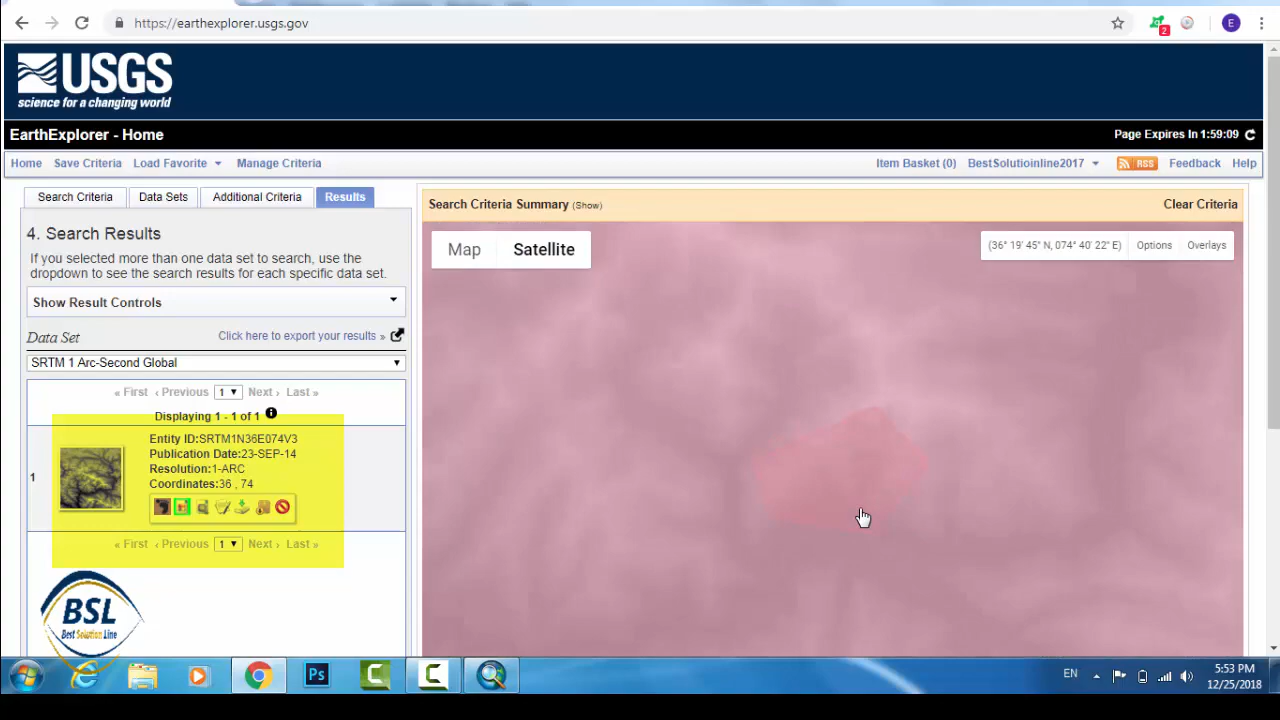 https://earthexplorer.usgs.gov
2
E
USGS
science for a changing world
EarthExplorer - Home
Page Expires In 1:59:09
Home Save Criteria Load Favorite Manage Criteria
Item Basket (0) BestSolutioinline2017 RSS Feedback Help
Search Criteria Data Sets Additional Criteria Results
4. Search Results
If you selected more than one data set to search, use the
dropdown to see the search results for each specific data set.
Show Result Controls
Data Set Click here to export your results »
SRTM 1 Arc-Second Global
« First ‹ Previous 1 Next › Last »
Displaying 1 - 1 of 1
1
Entity ID:SRTM1N36E074V3
Publication Date:23-SEP-14
Resolution:1-ARC
Coordinates:36 , 74
« First ‹ Previous 1 Next › Last »
Search Criteria Summary (Show) Clear Criteria
Map Satellite
(36° 19' 45" N, 074° 40' 22" E) Options Overlays
BSL
Best Solution Line
Ps
EN
5:53 PM
12/25/2018